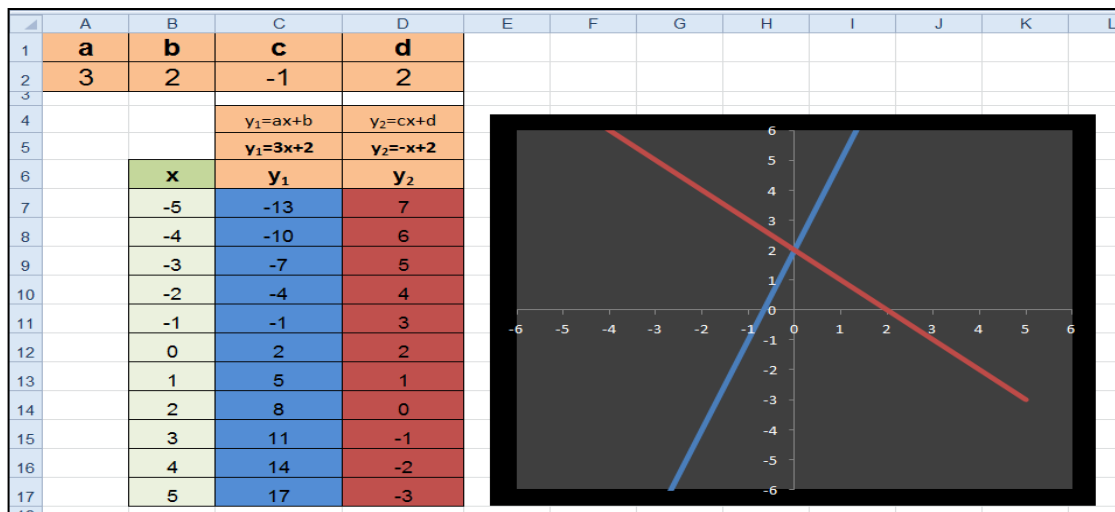 A B C D E F G H I J K L
1 a b c d
2 3 2 -1 2
3
4 y₁=ax+b y₂=cx+d
5 y₁=3x+2 y₂=-x+2
6 x y₁ y₂
7 -5 -13 7
8 -4 -10 6
9 -3 -7 5
10 -2 -4 4
11 -1 -1 3
12 0 2 2
13 1 5 1
14 2 8 0
15 3 11 -1
16 4 14 -2
17 5 17 -3
6
5
4
3
2
1
0
-6 -5 -4 -3 -2 -1 0 1 2 3 4 5 6
-1
-2
-3
-4
-5
-6